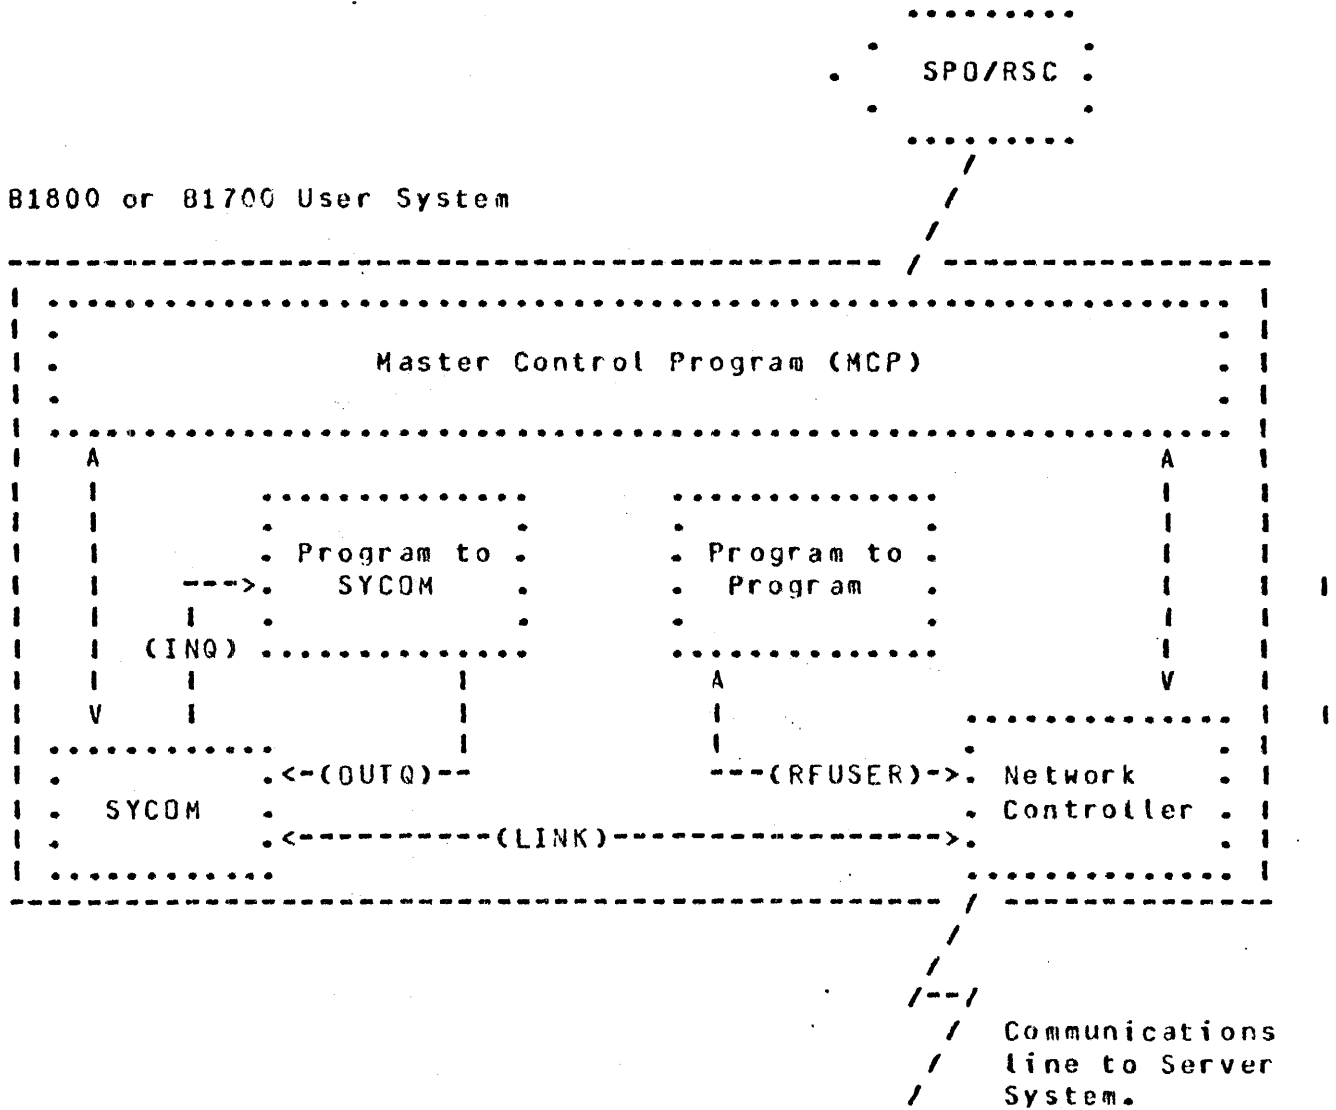 SPO/RSC
B1800 or B1700 User System
Master Control Program (MCP)
Program to
SYCOM
Program to
Program
(INQ)
<-(OUTQ)--
---(RFUSER)->
Network
Controller
SYCOM
<----------(LINK)--------------->
Communications
line to Server
System.